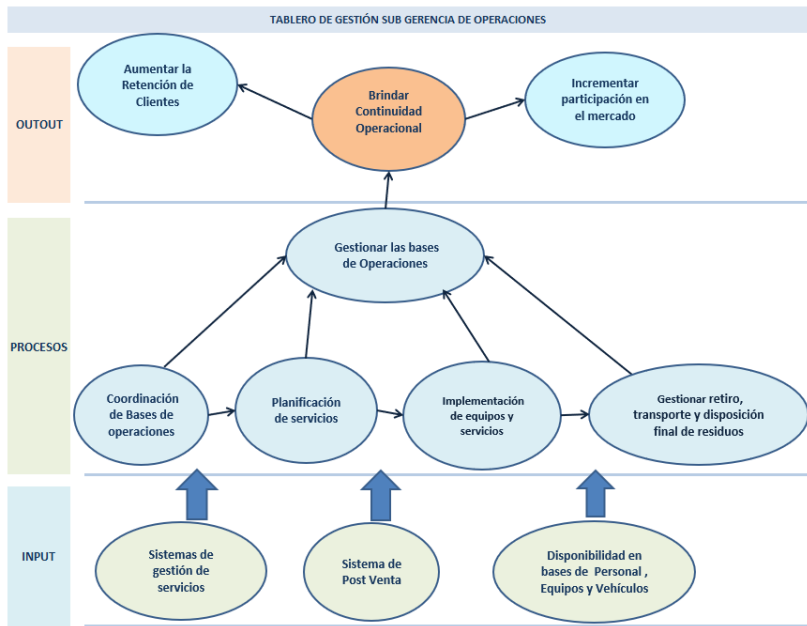 TABLERO DE GESTIÓN SUB GERENCIA DE OPERACIONES
OUTOUT
Aumentar la
Retención de
Clientes
Brindar
Continuidad
Operacional
Incrementar
participación en
el mercado
PROCESOS
Gestionar las bases
de Operaciones
Coordinación
de Bases de
operaciones
Planificación
de servicios
Implementación
de equipos y
servicios
Gestionar retiro,
transporte y disposición
final de residuos
INPUT
Sistemas de
gestión de
servicios
Sistema de
Post Venta
Disponibilidad en
bases de Personal ,
Equipos y Vehículos